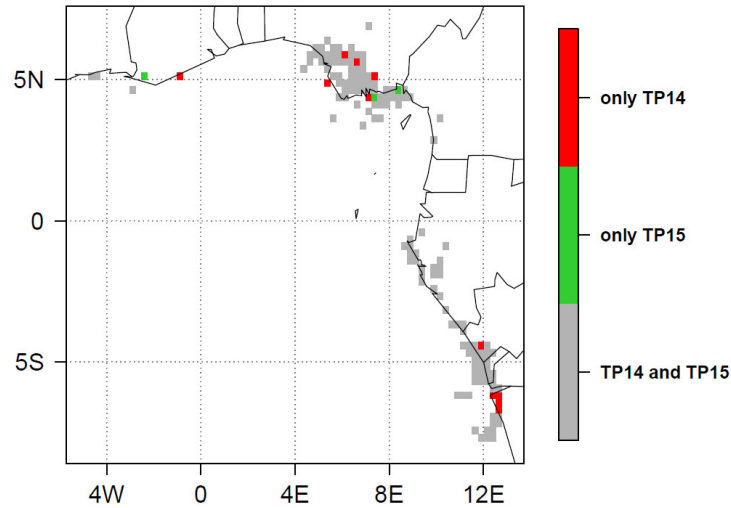 5N
only TP14
only TP15
0
5S
TP14 and TP15
4W 0 4E 8E 12E